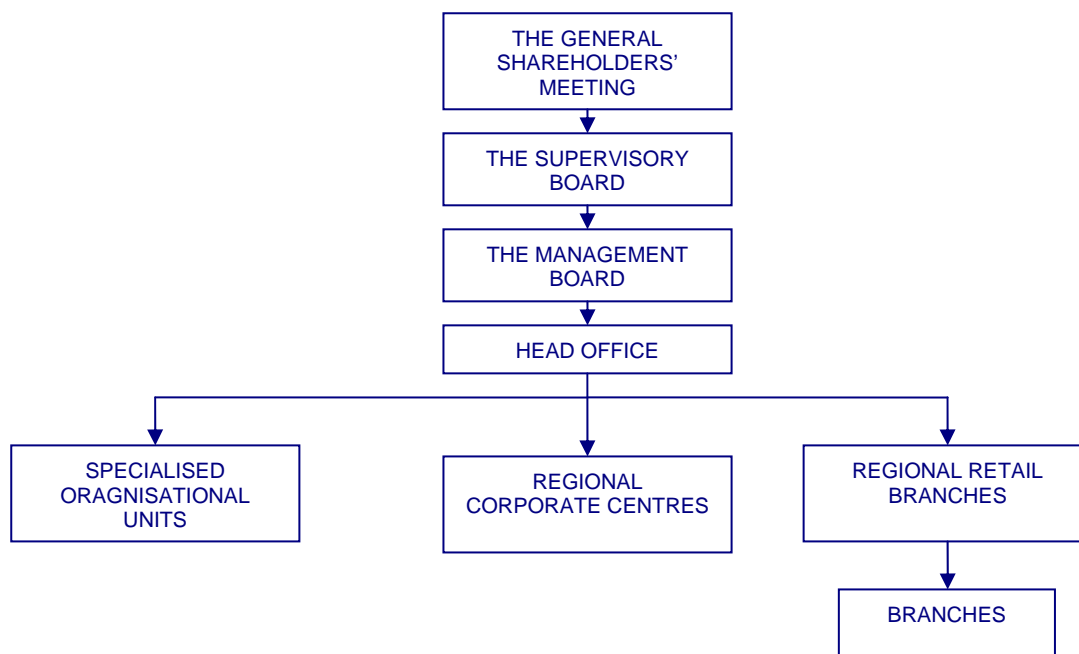 THE GENERAL
SHAREHOLDERS’
MEETING
THE SUPERVISORY
BOARD
THE MANAGEMENT
BOARD
HEAD OFFICE
SPECIALISED
ORAGNISATIONAL
UNITS
REGIONAL
CORPORATE CENTRES
REGIONAL RETAIL
BRANCHES
BRANCHES